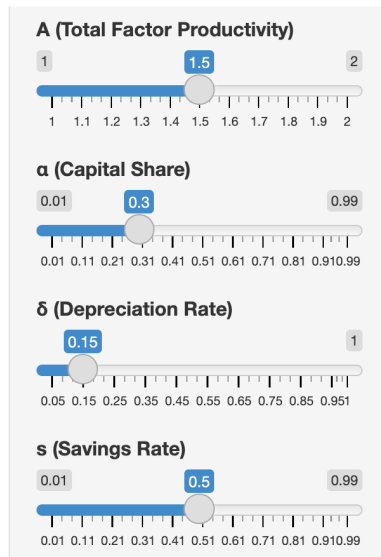 A (Total Factor Productivity)
1 1.5 2
1 1.1 1.2 1.3 1.4 1.5 1.6 1.7 1.8 1.9 2
α (Capital Share)
0.01 0.3 0.99
0.01 0.11 0.21 0.31 0.41 0.51 0.61 0.71 0.81 0.910.99
δ (Depreciation Rate)
0.15 1
0.05 0.15 0.25 0.35 0.45 0.55 0.65 0.75 0.85 0.951
s (Savings Rate)
0.01 0.5 0.99
0.01 0.11 0.21 0.31 0.41 0.51 0.61 0.71 0.81 0.910.99